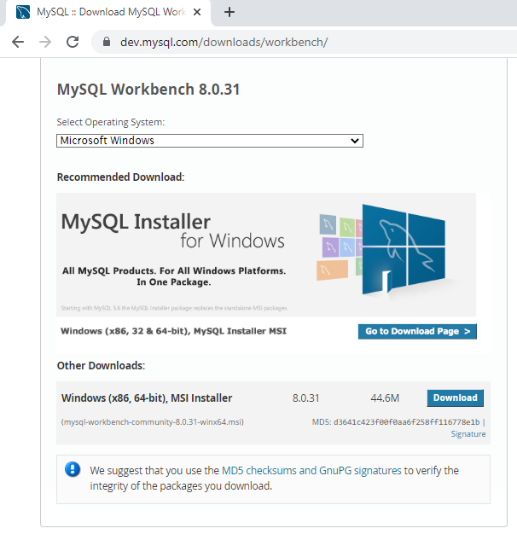 MySQL :: Download MySQL Work
dev.mysql.com/downloads/workbench/
MySQL Workbench 8.0.31
Select Operating System:
Microsoft Windows
Recommended Download:
MySQL Installer
for Windows
All MySQL Products. For All Windows Platforms.
In One Package.
Starting with MySQL 5.6 the MySQL Installer package replaces the standalone MSI packages.
Windows (x86, 32 & 64-bit), MySQL Installer MSI
Go to Download Page >
Other Downloads:
Windows (x86, 64-bit), MSI Installer 8.0.31 44.6M Download
(mysql-workbench-community-8.0.31-winx64.msi) MD5: d3641c423f00f0aa6f258ff116778e1b |
Signature
We suggest that you use the MD5 checksums and GnuPG signatures to verify the
integrity of the packages you download.